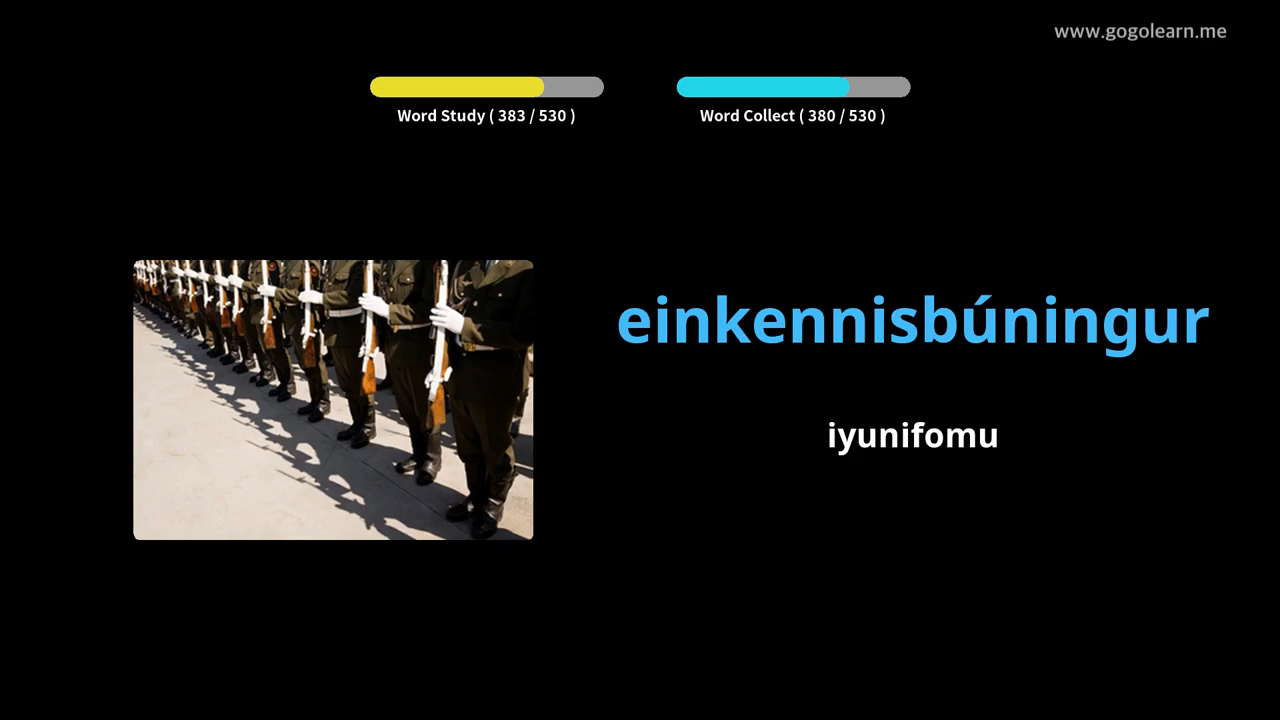 www.gogolearn.me
Word Study ( 383 / 530 )
Word Collect ( 380 / 530 )
einkennisbúningur
iyunifomu